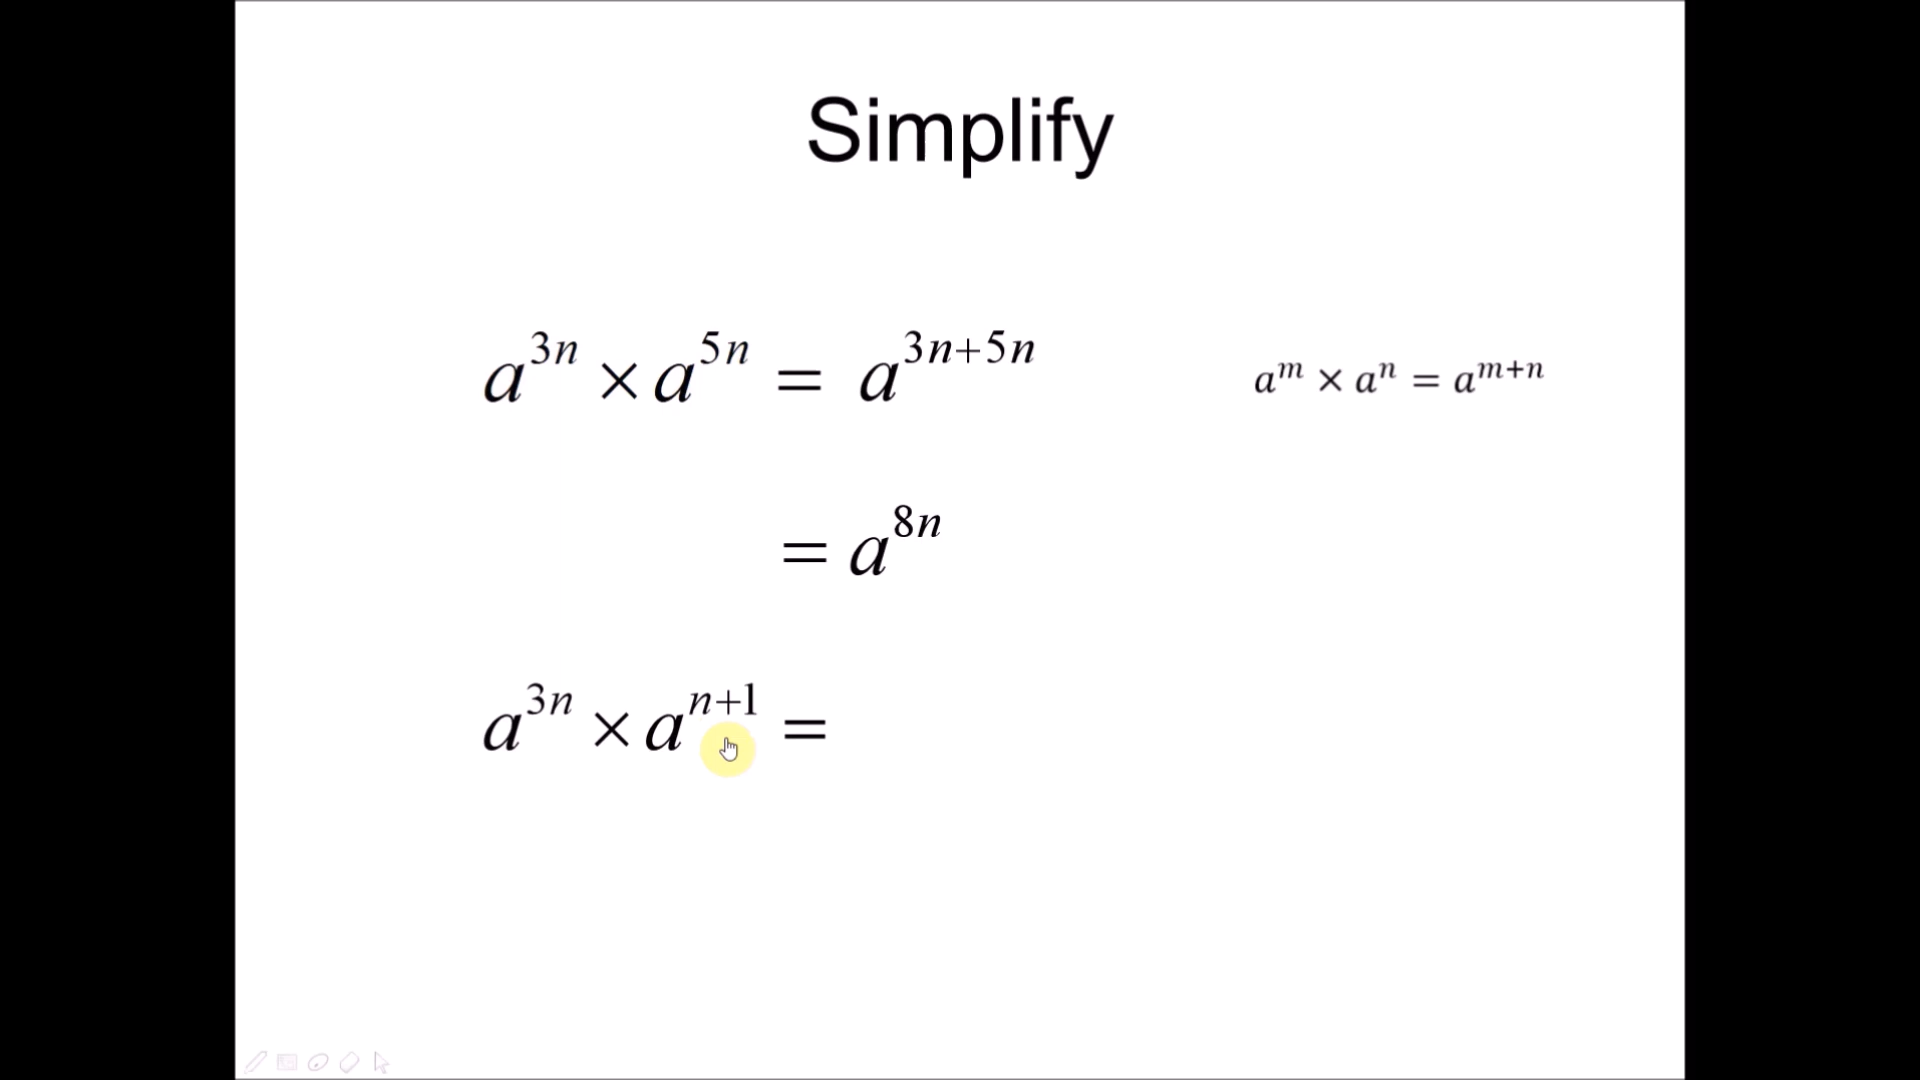 Simplify
a^{3n} × a^{5n} = a^{3n+5n}
a^m × a^n = a^{m+n}
= a^{8n}
a^{3n} × a^{n+1} =